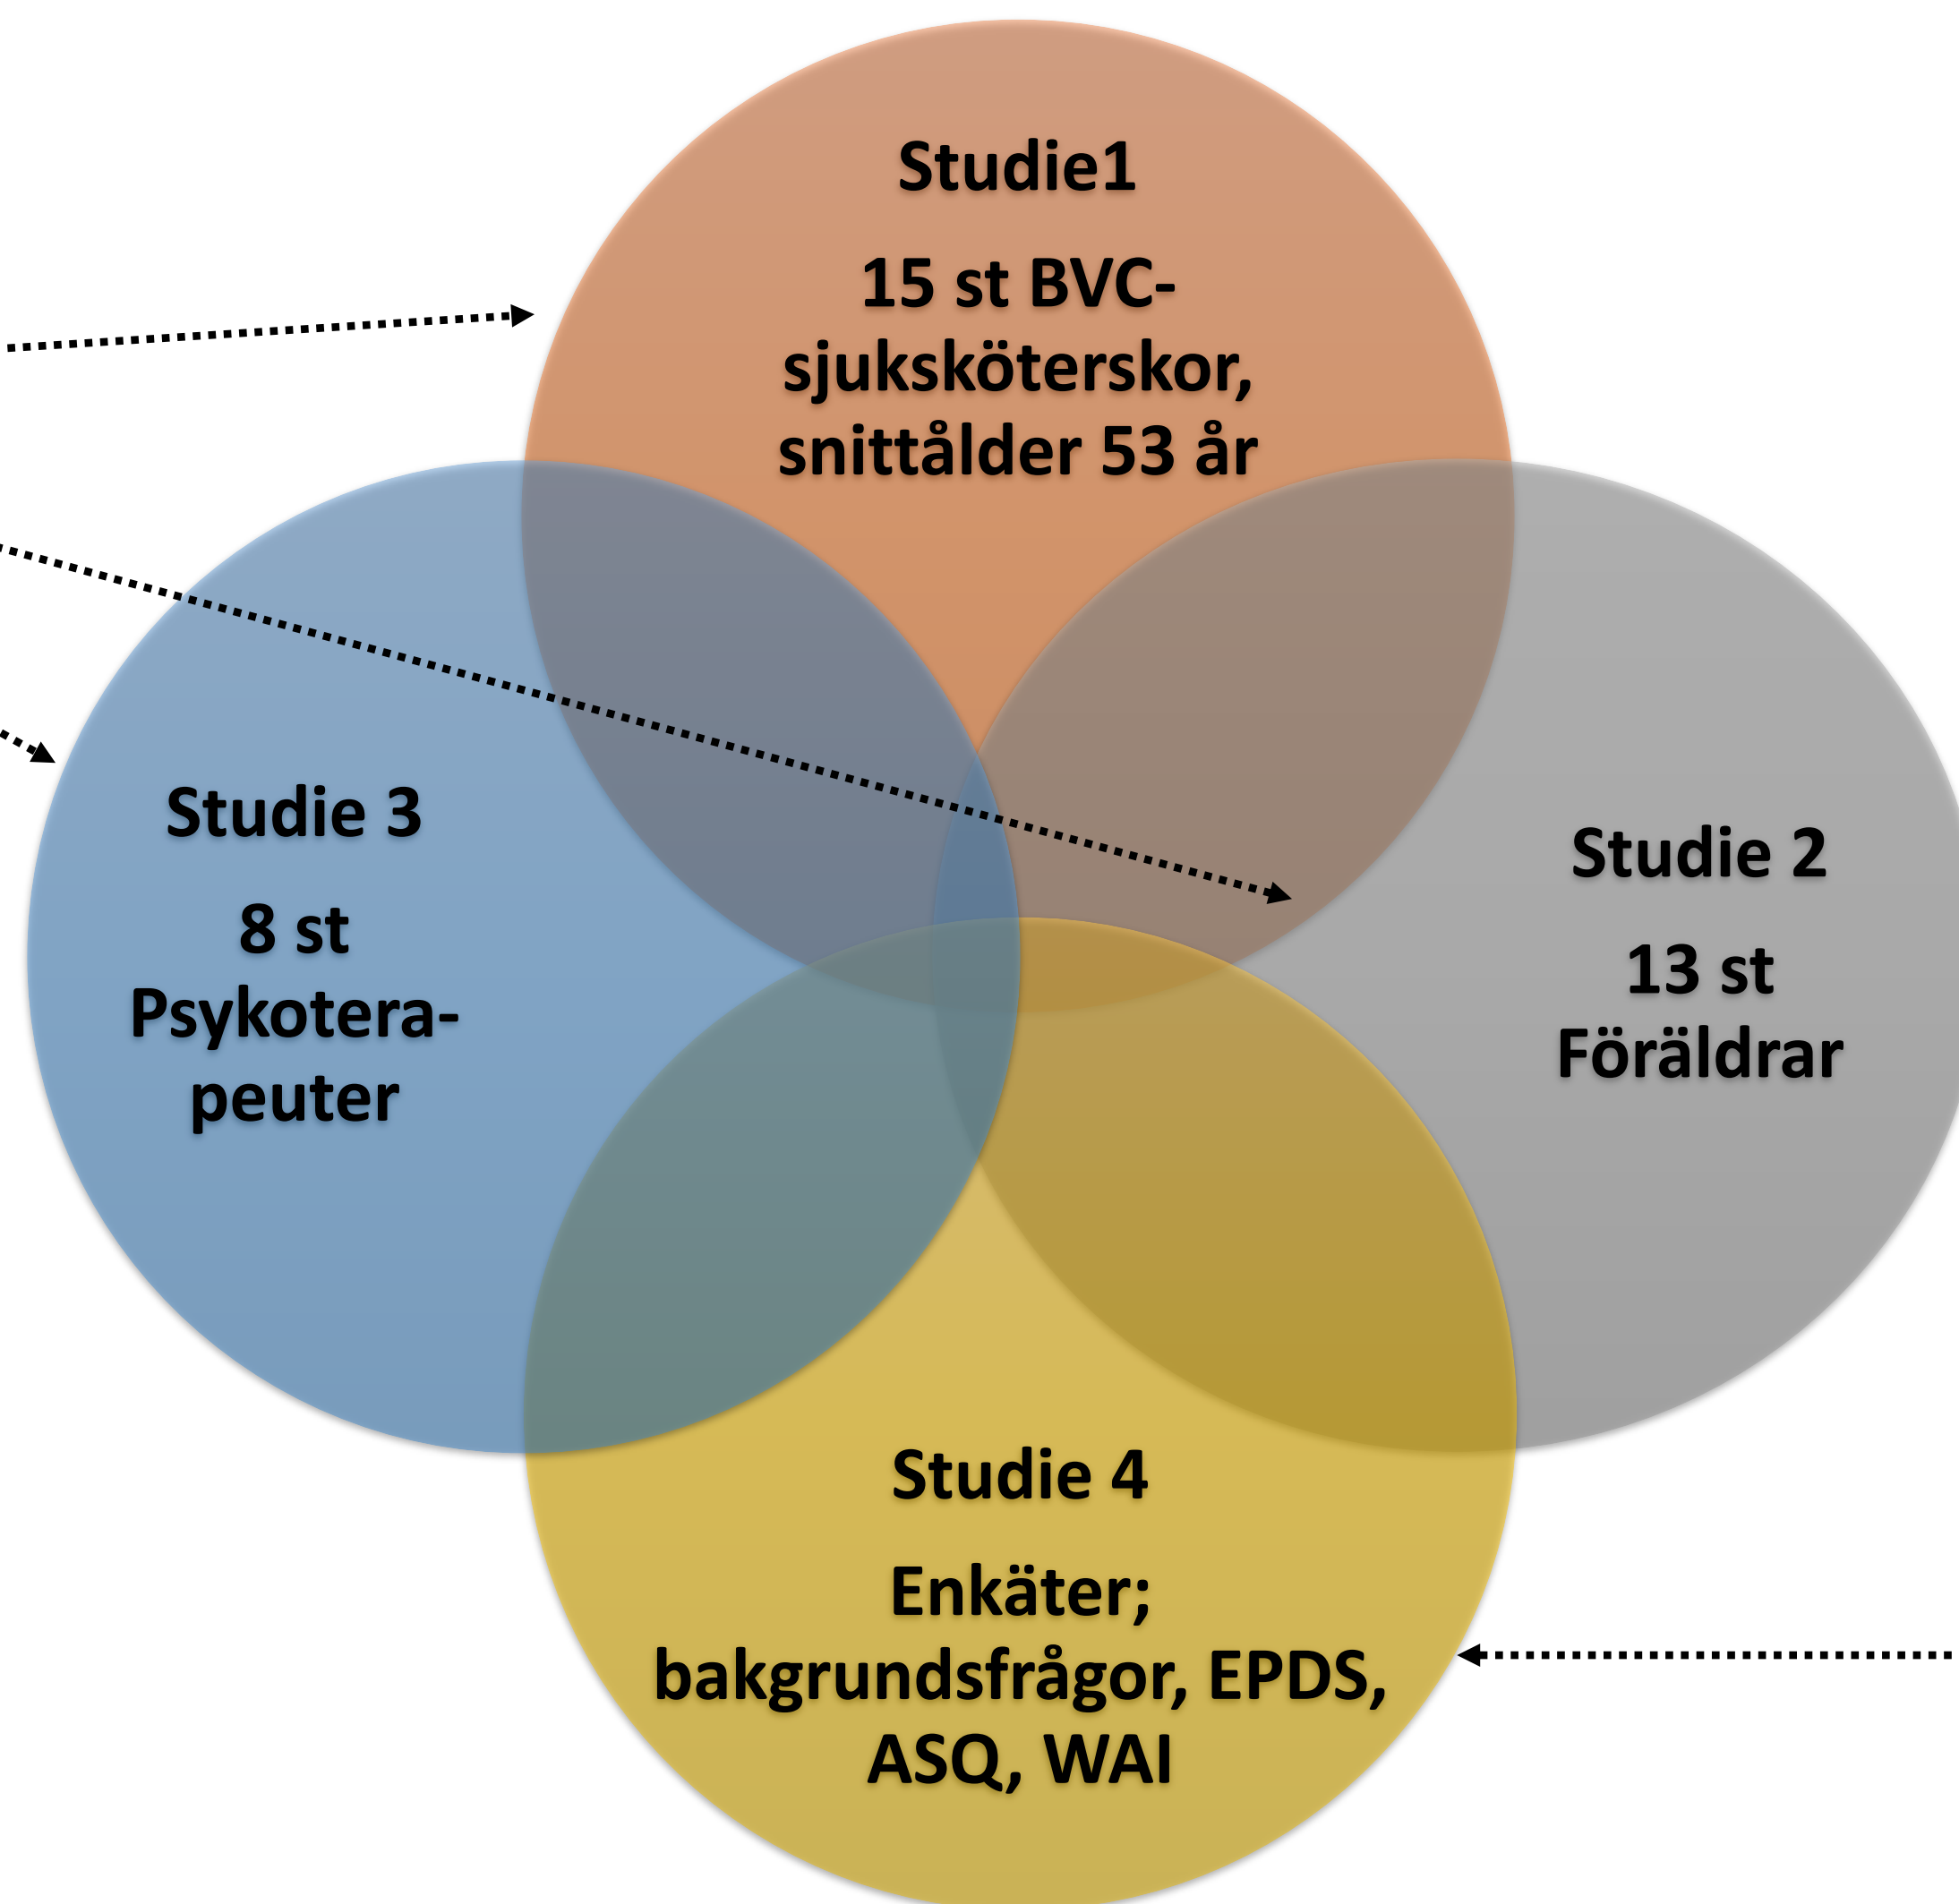 Studie1
15 st BVC-
sjuksköterskor,
snittålder 53 år
Studie 3
8 st
Psykotera-
peuter
Studie 2
13 st
Föräldrar
Studie 4
Enkäter;
bakgrundsfrågor, EPDS,
ASQ, WAI